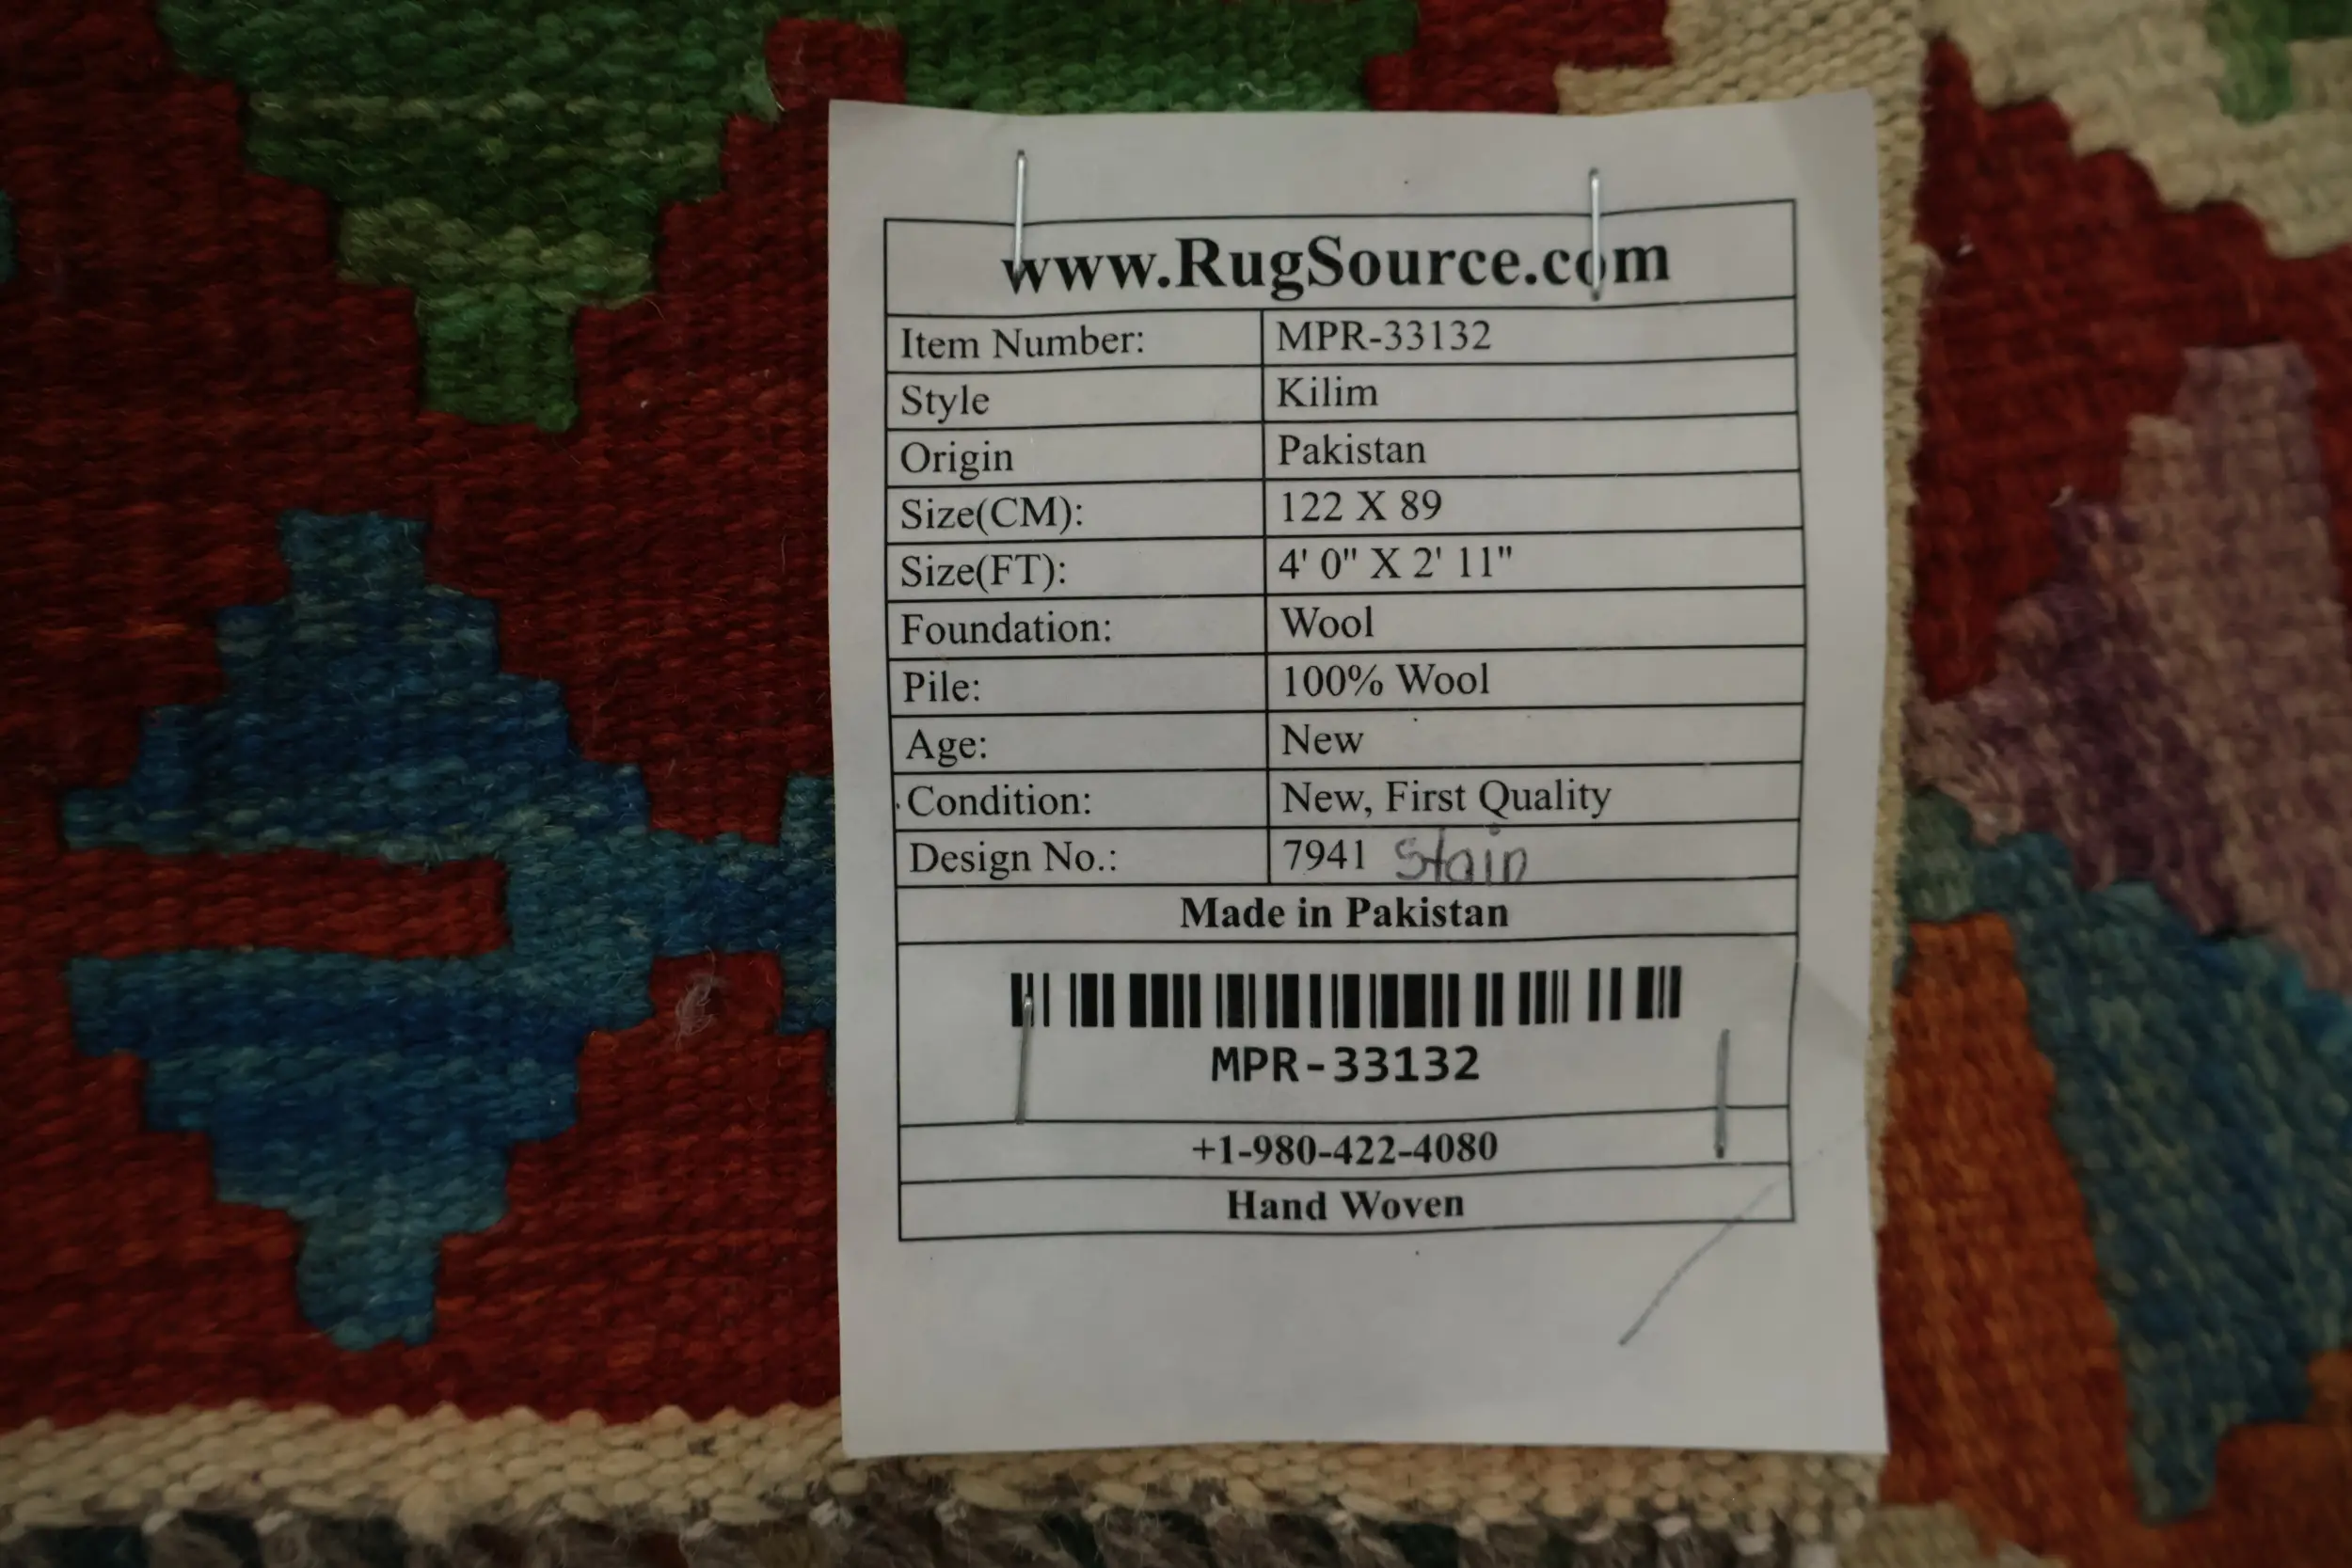 www.RugSource.com
Item Number: MPR-33132
Style Kilim
Origin Pakistan
Size(CM): 122 X 89
Size(FT): 4' 0" X 2' 11"
Foundation: Wool
Pile: 100% Wool
Age: New
Condition: New, First Quality
Design No.: 7941 Stain
Made in Pakistan
MPR-33132
+1-980-422-4080
Hand Woven